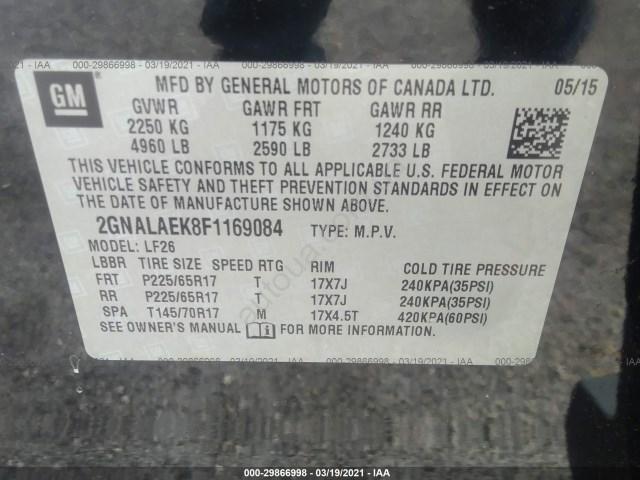 - IAA 000-29866998 - 03/19/2021 - IAA 000-29866998 - 03/19/2021 - IAA
GM
MFD BY GENERAL MOTORS OF CANADA LTD. 05/15
GVWR GAWR FRT GAWR RR
2250 KG 1175 KG 1240 KG
4960 LB 2590 LB 2733 LB
THIS VEHICLE CONFORMS TO ALL APPLICABLE U.S. FEDERAL MOTOR
VEHICLE SAFETY AND THEFT PREVENTION STANDARDS IN EFFECT ON
THE DATE OF MANUFACTURE SHOWN ABOVE.
2GNALAEK8F1169084 TYPE: M.P.V.
MODEL: LF26
LBBR TIRE SIZE SPEED RTG RIM COLD TIRE PRESSURE
FRT P225/65R17 T 17X7J 240KPA(35PSI)
RR P225/65R17 T 17X7J 240KPA(35PSI)
SPA T145/70R17 M 17X4.5T 420KPA(60PSI)
SEE OWNER'S MANUAL FOR MORE INFORMATION.
autoua.org
000-29866998 - 03/19/2021 - IAA